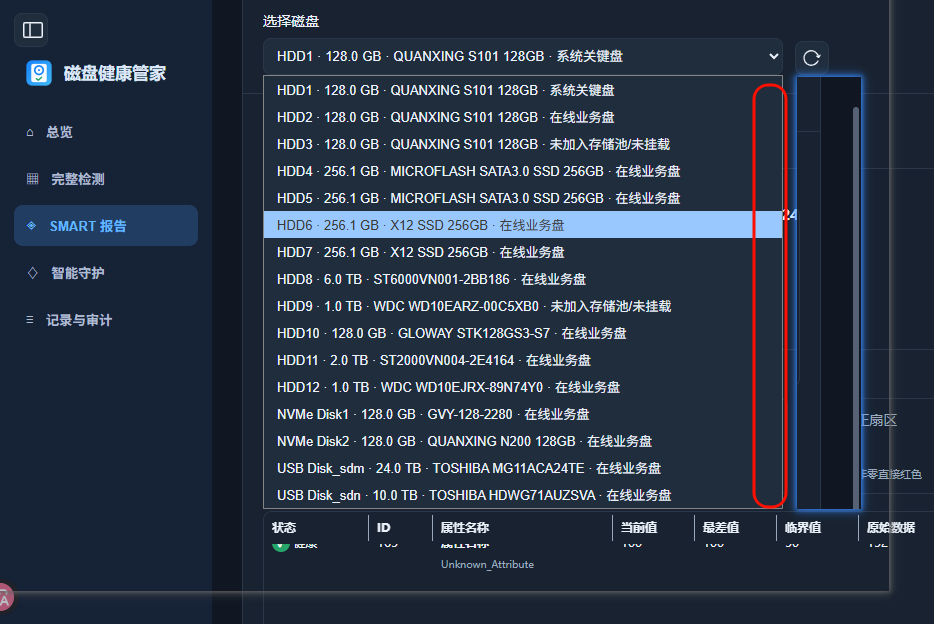 选择磁盘
HDD1 · 128.0 GB · QUANXING S101 128GB · 系统关键盘
磁盘健康管家
总览
完整检测
SMART 报告
智能守护
记录与审计
HDD1 · 128.0 GB · QUANXING S101 128GB · 系统关键盘
HDD2 · 128.0 GB · QUANXING S101 128GB · 在线业务盘
HDD3 · 128.0 GB · QUANXING S101 128GB · 未加入存储池/未挂载
HDD4 · 256.1 GB · MICROFLASH SATA3.0 SSD 256GB · 在线业务盘
HDD5 · 256.1 GB · MICROFLASH SATA3.0 SSD 256GB · 在线业务盘
HDD6 · 256.1 GB · X12 SSD 256GB · 在线业务盘
24
HDD7 · 256.1 GB · X12 SSD 256GB · 在线业务盘
HDD8 · 6.0 TB · ST6000VN001-2BB186 · 在线业务盘
HDD9 · 1.0 TB · WDC WD10EARZ-00C5XB0 · 未加入存储池/未挂载
HDD10 · 128.0 GB · GLOWAY STK128GS3-S7 · 在线业务盘
HDD11 · 2.0 TB · ST2000VN004-2E4164 · 在线业务盘
HDD12 · 1.0 TB · WDC WD10EJRX-89N74Y0 · 在线业务盘
NVMe Disk1 · 128.0 GB · GVY-128-2280 · 在线业务盘
扇区
NVMe Disk2 · 128.0 GB · QUANXING N200 128GB · 在线业务盘
USB Disk_sdm · 24.0 TB · TOSHIBA MG11ACA24TE · 在线业务盘
零直接红色
USB Disk_sdn · 10.0 TB · TOSHIBA HDWG71AUZSVA · 在线业务盘
状态 ID 属性名称 当前值 最差值 临界值 原始数据
Unknown_Attribute